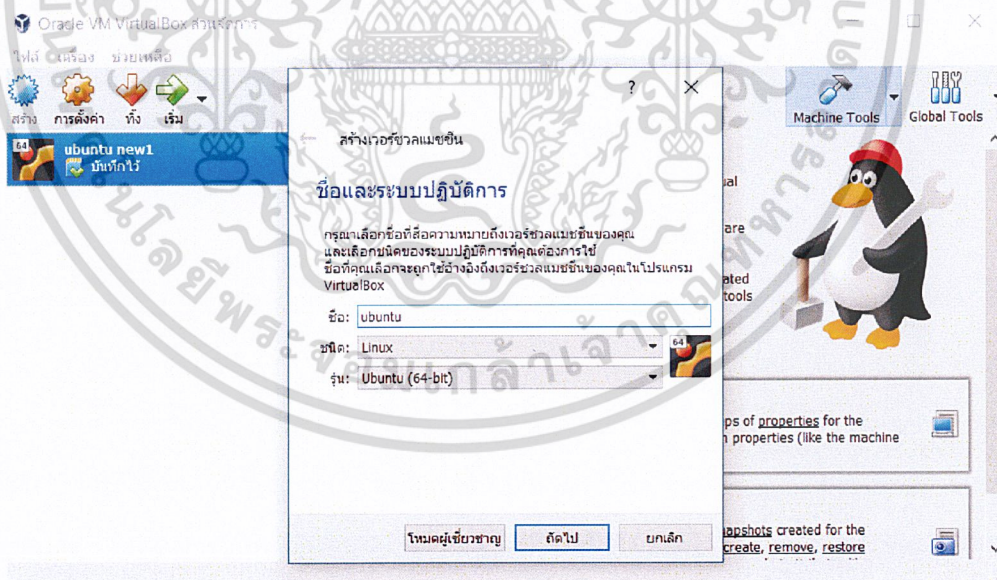 Oracle VM VirtualBox ส่วนจัดการ
ไฟล์ เครื่อง ช่วยเหลือ
สร้าง การตั้งค่า ทิ้ง เริ่ม
Machine Tools Global Tools
64 ubuntu new1
บันทึกไว้
?
สร้างเวอร์ชวลแมชชิน
ชื่อและระบบปฏิบัติการ
กรุณาเลือกชื่อที่สื่อความหมายถึงเวอร์ชวลแมชชีนของคุณ
และเลือกชนิดของระบบปฏิบัติการที่คุณต้องการใช้
ชื่อที่คุณเลือกจะถูกใช้อ้างอิงถึงเวอร์ชวลแมชชีนของคุณในโปรแกรม
VirtualBox
ชื่อ: ubuntu
ชนิด: Linux
64
รุ่น: Ubuntu (64-bit)
โหมดผู้เชี่ยวชาญ ถัดไป ยกเลิก
ual
are
ated
tools
ps of properties for the
n properties (like the machine
napshots created for the
create, remove, restore